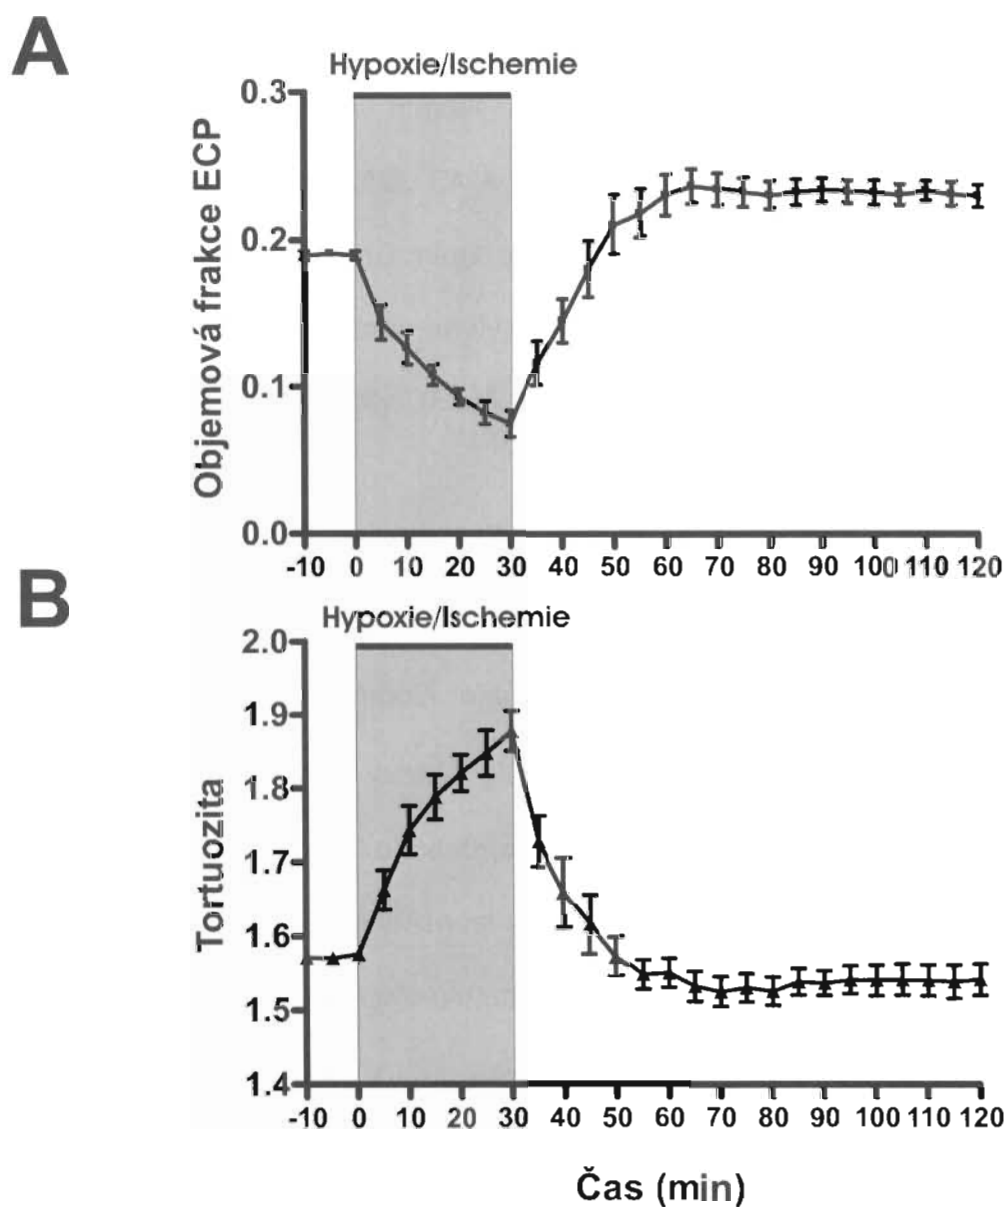 A
Hypoxie/Ischemie
Objemová frakce ECP
0.3
0.2
0.1
0.0
-10 0 10 20 30 40 50 60 70 80 90 100 110 120
B
Hypoxie/Ischemie
Tortuozita
2.0
1.9
1.8
1.7
1.6
1.5
1.4
-10 0 10 20 30 40 50 60 70 80 90 100 110 120
Čas (min)